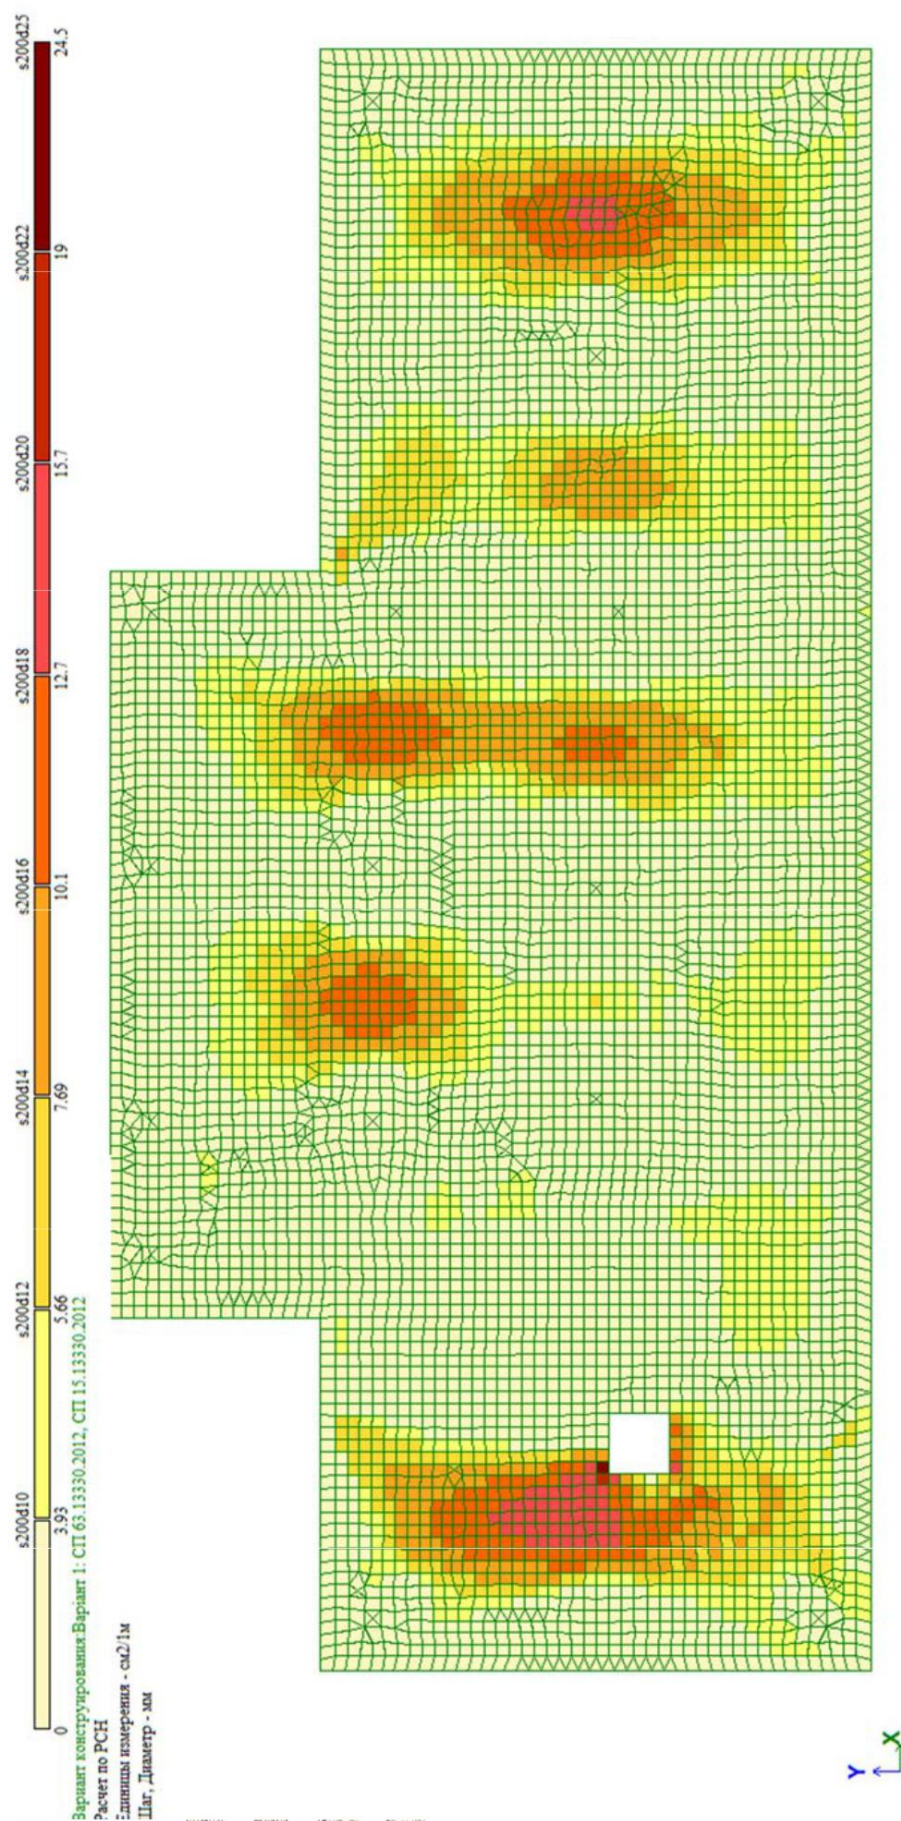 s200d10 s200d12 s200d14 s200d16 s200d18 s200d20 s200d22 s200d25
0 3.93 5.66 7.69 10.1 12.7 15.7 19 24.5
Вариант конструирования:Варіант 1: СП 63.13330.2012, СП 15.13330.2012
Расчет по РСН
Единицы измерения - см2/1м
Шаг, Диаметр - мм
Y
X